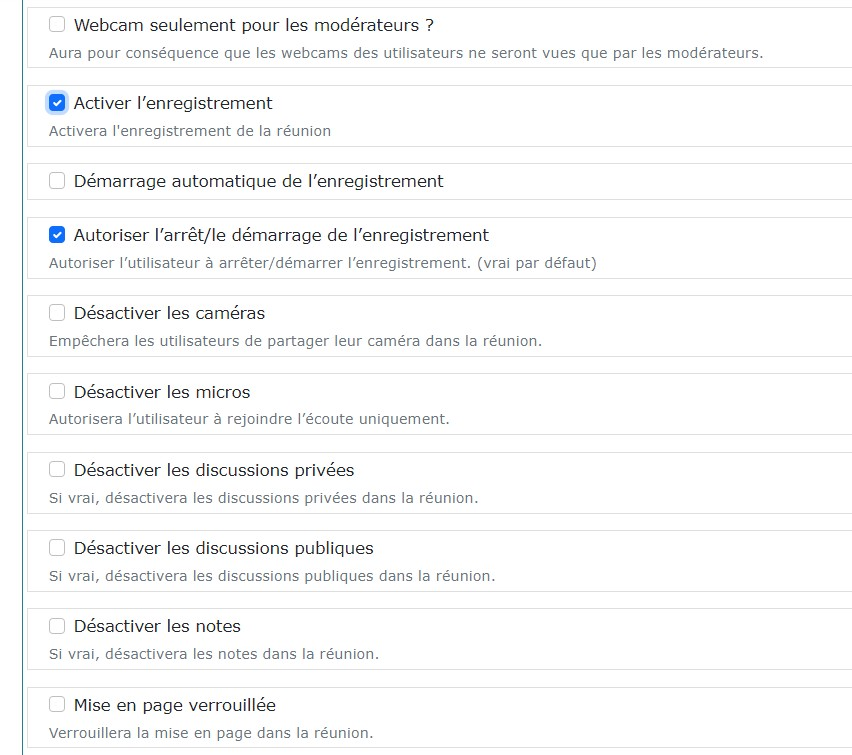 Webcam seulement pour les modérateurs ?
Aura pour conséquence que les webcams des utilisateurs ne seront vues que par les modérateurs.
Activer l’enregistrement
Activera l'enregistrement de la réunion
Démarrage automatique de l’enregistrement
Autoriser l’arrêt/le démarrage de l’enregistrement
Autoriser l’utilisateur à arrêter/démarrer l’enregistrement. (vrai par défaut)
Désactiver les caméras
Empêchera les utilisateurs de partager leur caméra dans la réunion.
Désactiver les micros
Autorisera l’utilisateur à rejoindre l’écoute uniquement.
Désactiver les discussions privées
Si vrai, désactivera les discussions privées dans la réunion.
Désactiver les discussions publiques
Si vrai, désactivera les discussions publiques dans la réunion.
Désactiver les notes
Si vrai, désactivera les notes dans la réunion.
Mise en page verrouillée
Verrouillera la mise en page dans la réunion.